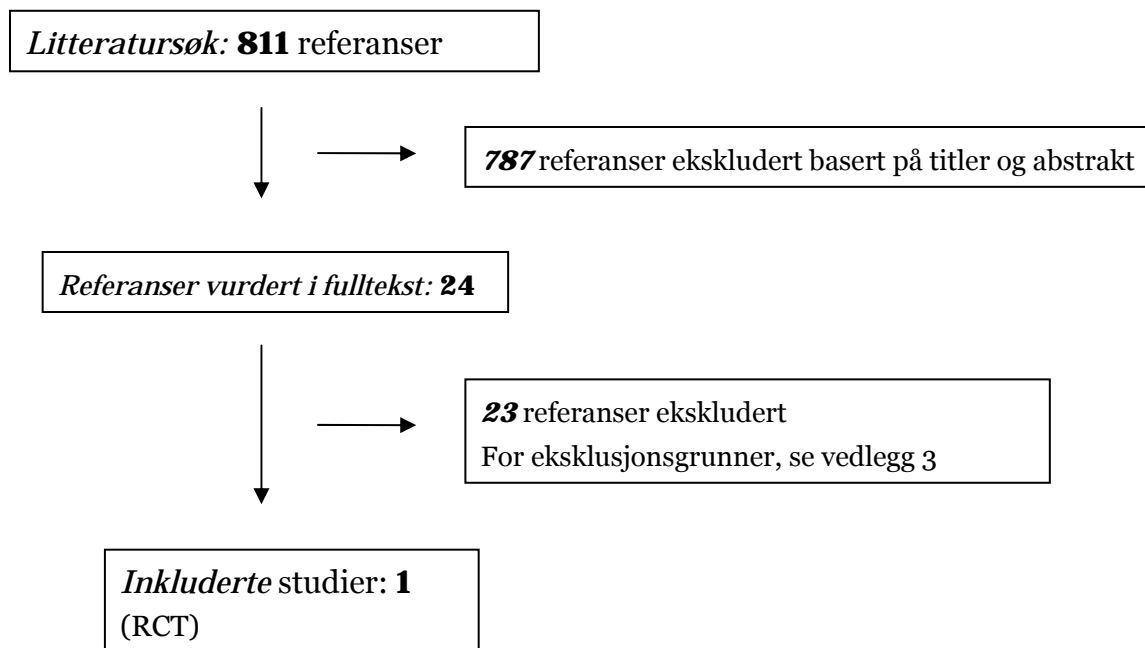 Litteratursøk: 811 referanser
787 referanser ekskludert basert på titler og abstrakt
Referanser vurdert i fulltekst: 24
23 referanser ekskludert
For eksklusjonsgrunner, se vedlegg 3
Inkluderte studier: 1
(RCT)